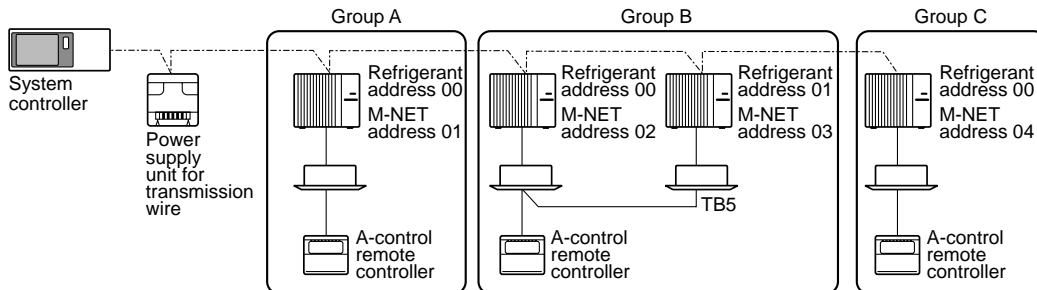 Group A
Group B
Group C
System
controller
Power
supply
unit for
transmission
wire
Refrigerant
address 00
M-NET
address 01
A-control
remote
controller
Refrigerant
address 00
M-NET
address 02
A-control
remote
controller
Refrigerant
address 01
M-NET
address 03
TB5
Refrigerant
address 00
M-NET
address 04
A-control
remote
controller